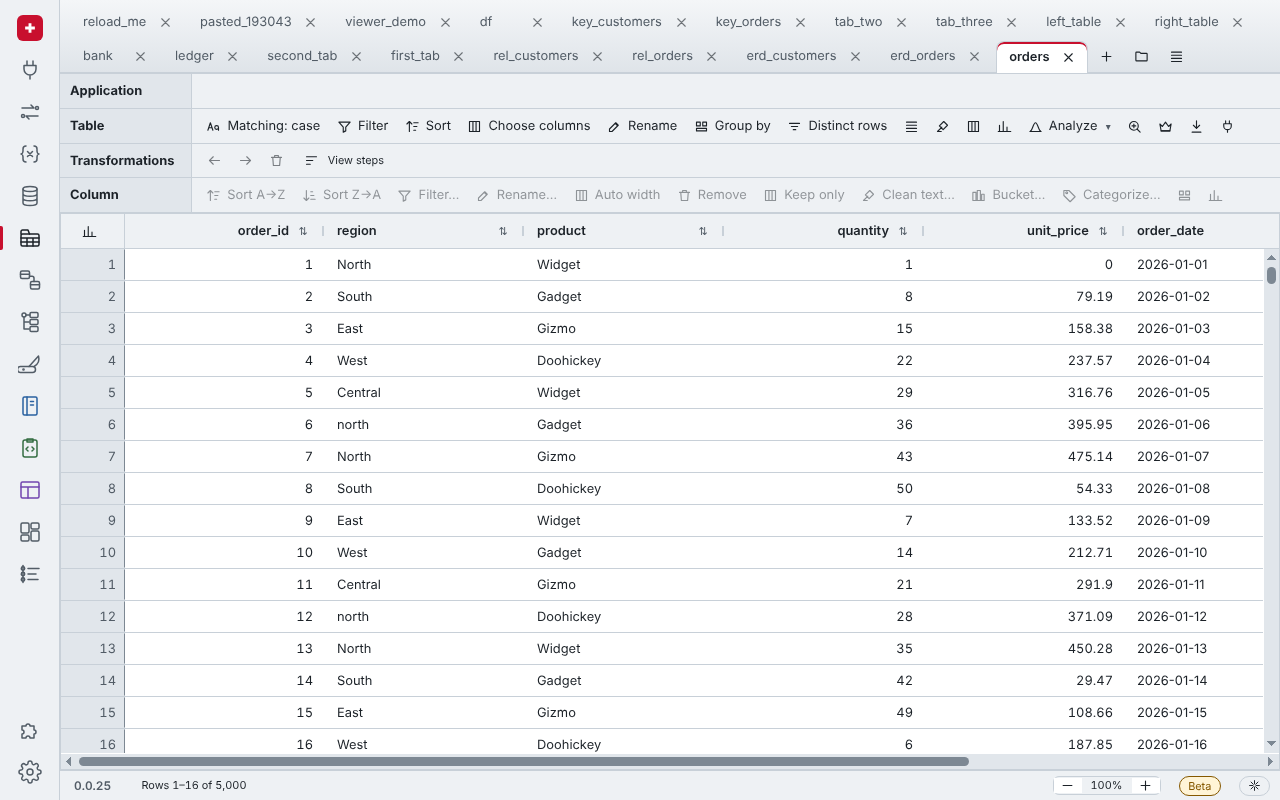 reload_me pasted_193043 viewer_demo df key_customers key_orders tab_two tab_three left_table right_table
bank ledger second_tab first_tab rel_customers rel_orders erd_customers erd_orders orders
Application
Table Matching: case Filter Sort Choose columns Rename Group by Distinct rows Analyze
Transformations View steps
Column Sort A→Z Sort Z→A Filter... Rename... Auto width Remove Keep only Clean text... Bucket... Categorize...
order_id region product quantity unit_price order_date
1 1 North Widget 1 0 2026-01-01
2 2 South Gadget 8 79.19 2026-01-02
3 3 East Gizmo 15 158.38 2026-01-03
4 4 West Doohickey 22 237.57 2026-01-04
5 5 Central Widget 29 316.76 2026-01-05
6 6 north Gadget 36 395.95 2026-01-06
7 7 North Gizmo 43 475.14 2026-01-07
8 8 South Doohickey 50 54.33 2026-01-08
9 9 East Widget 7 133.52 2026-01-09
10 10 West Gadget 14 212.71 2026-01-10
11 11 Central Gizmo 21 291.9 2026-01-11
12 12 north Doohickey 28 371.09 2026-01-12
13 13 North Widget 35 450.28 2026-01-13
14 14 South Gadget 42 29.47 2026-01-14
15 15 East Gizmo 49 108.66 2026-01-15
16 16 West Doohickey 6 187.85 2026-01-16
0.0.25 Rows 1–16 of 5,000 100% Beta